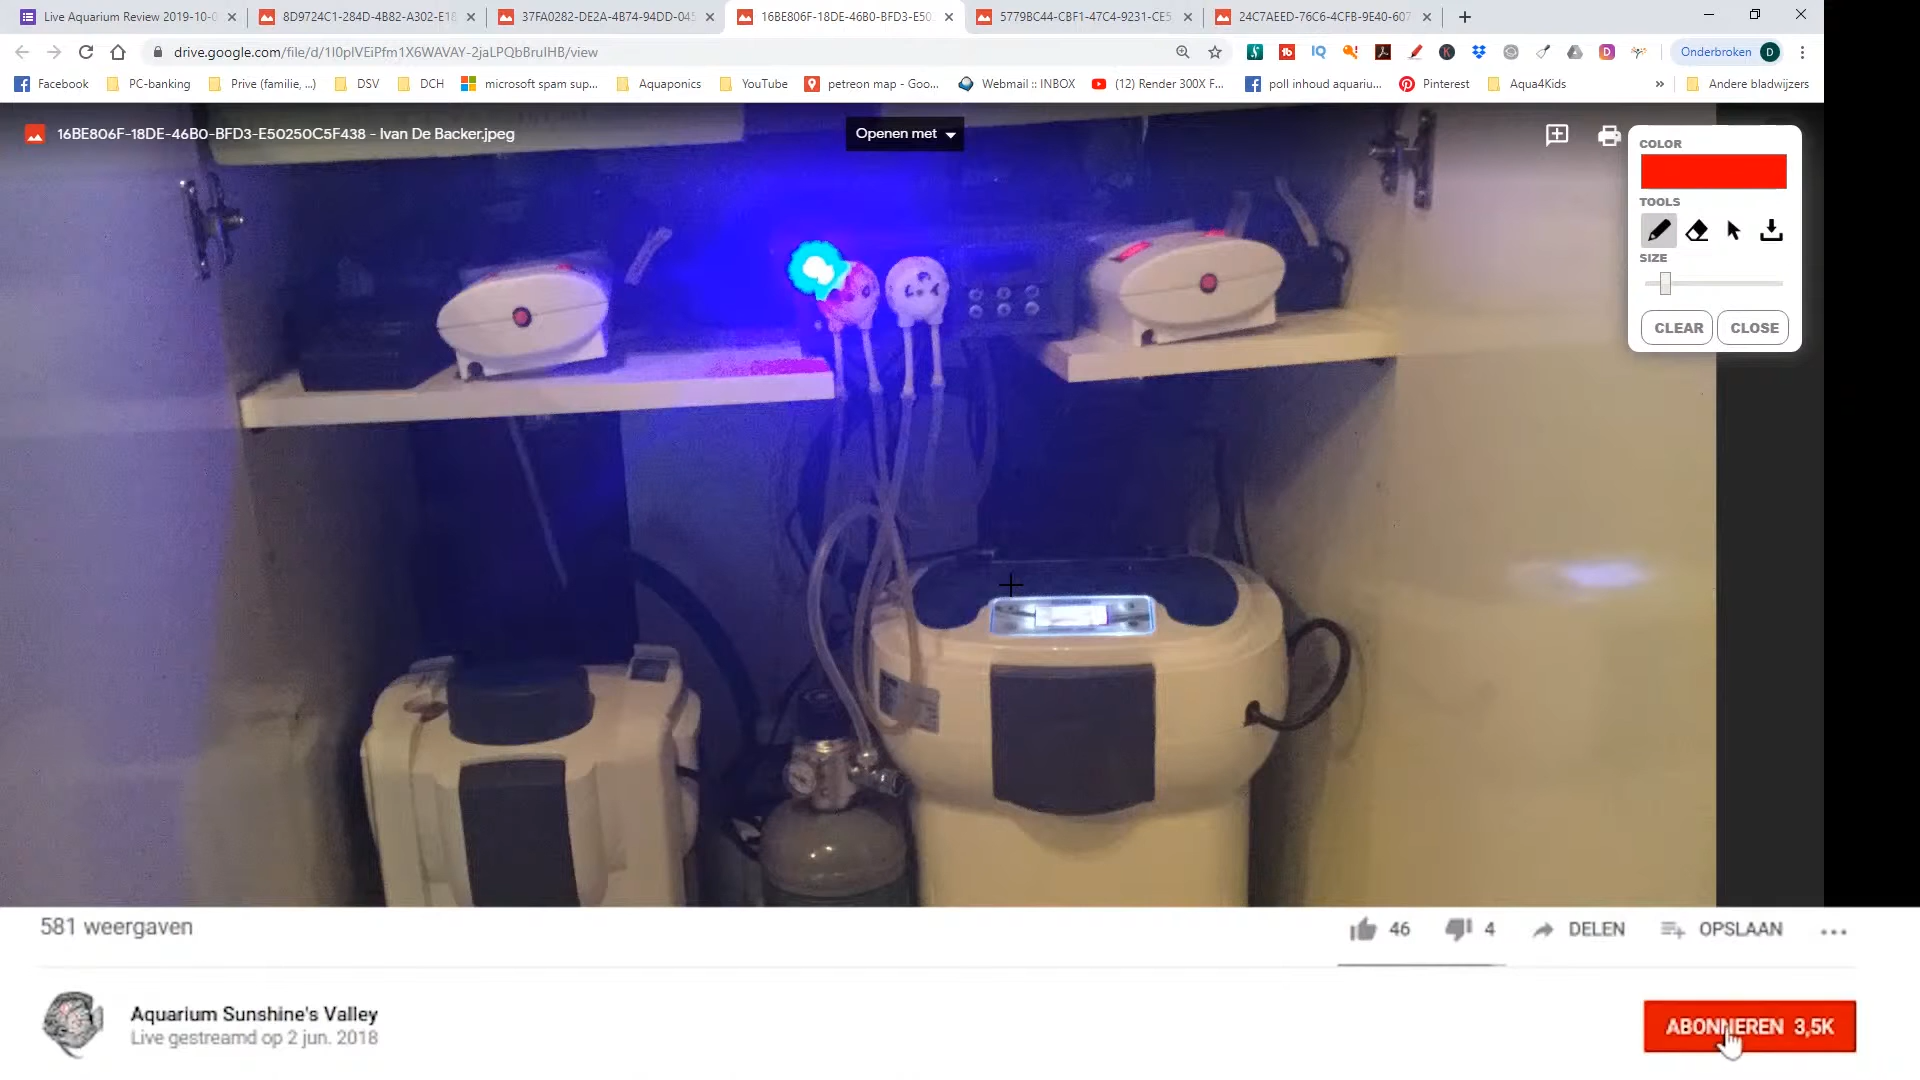 Live Aquarium Review 2019-10-0
8D9724C1-284D-4B82-A302-E18
37FA0282-DE2A-4B74-94DD-045
16BE806F-18DE-46B0-BFD3-E50
5779BC44-CBF1-47C4-9231-CE5
24C7AEED-76C6-4CFB-9E40-607
drive.google.com/file/d/1I0pIVEiPfm1X6WAVAY-2jaLPQbBruIHB/view
Onderbroken D
Facebook PC-banking Prive (familie, ...) DSV DCH microsoft spam sup... Aquaponics YouTube petreon map - Goo... Webmail :: INBOX (12) Render 300X F... poll inhoud aquariu... Pinterest Aqua4Kids » Andere bladwijzers
16BE806F-18DE-46B0-BFD3-E50250C5F438 - Ivan De Backer.jpeg
Openen met
COLOR
TOOLS
SIZE
CLEAR CLOSE
581 weergaven
46 4 DELEN OPSLAAN
Aquarium Sunshine's Valley
Live gestreamd op 2 jun. 2018
ABONNEREN 3,5K